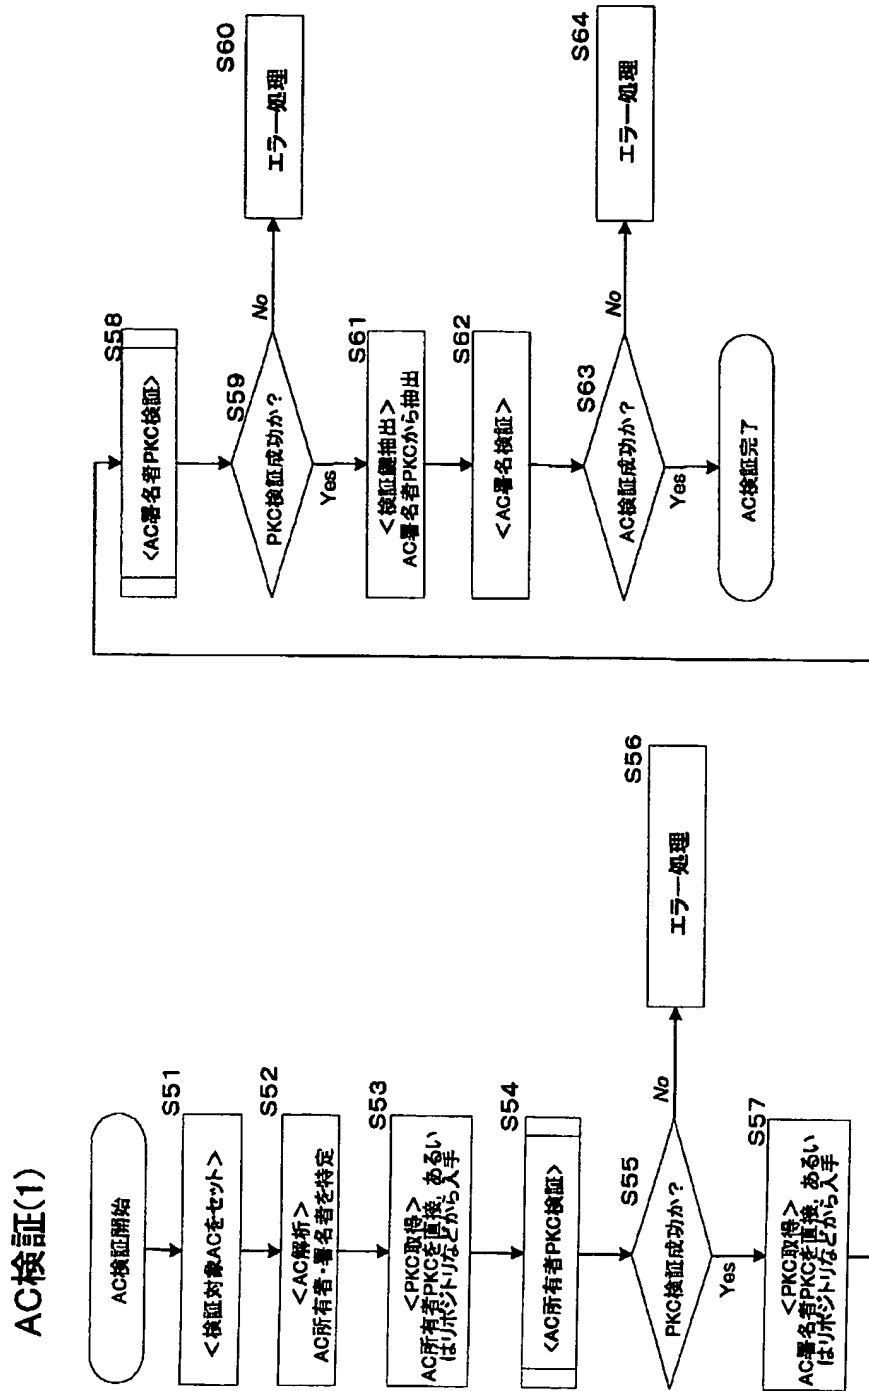 AC検証(1)
AC検証開始
S51
<検証対象ACをセット>
S52
<AC解析>
AC所有者・署名者を特定
S53
<PKC取得>
AC所有者PKCを直接、あるい
はリポジトリなどから入手
S54
<AC所有者PKC検証>
S55
PKC検証成功か?
No
S56
エラー処理
Yes
S57
<PKC取得>
AC署名者PKCを直接、あるい
はリポジトリなどから入手
S58
<AC署名者PKC検証>
S59
PKC検証成功か?
No
S60
エラー処理
Yes
S61
<検証鍵抽出>
AC署名者PKCから抽出
S62
<AC署名検証>
S63
AC検証成功か?
No
S64
エラー処理
Yes
AC検証完了